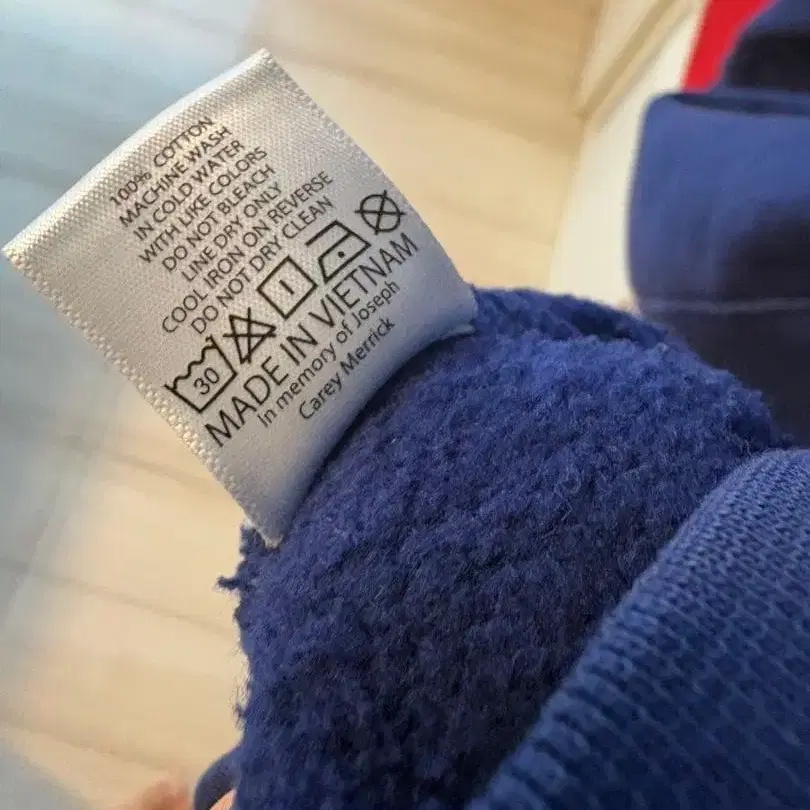 100% COTTON
MACHINE WASH
IN COLD WATER
WITH LIKE COLORS
DO NOT BLEACH
LINE DRY ONLY
COOL IRON ON REVERSE
DO NOT DRY CLEAN
30
MADE IN VIETNAM
In memory of Joseph
Carey Merrick